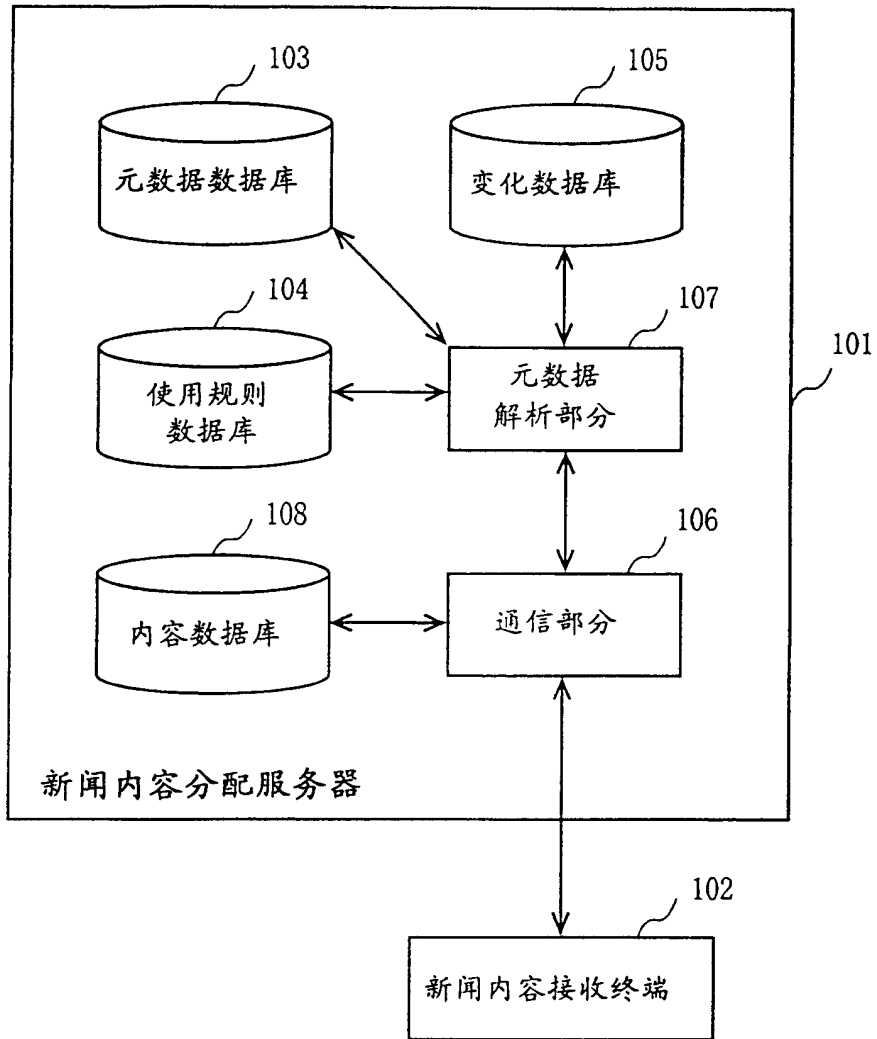 103
105
元数据数据库
变化数据库
104
107
101
使用规则
数据库
元数据
解析部分
108
106
内容数据库
通信部分
新闻内容分配服务器
102
新闻内容接收终端